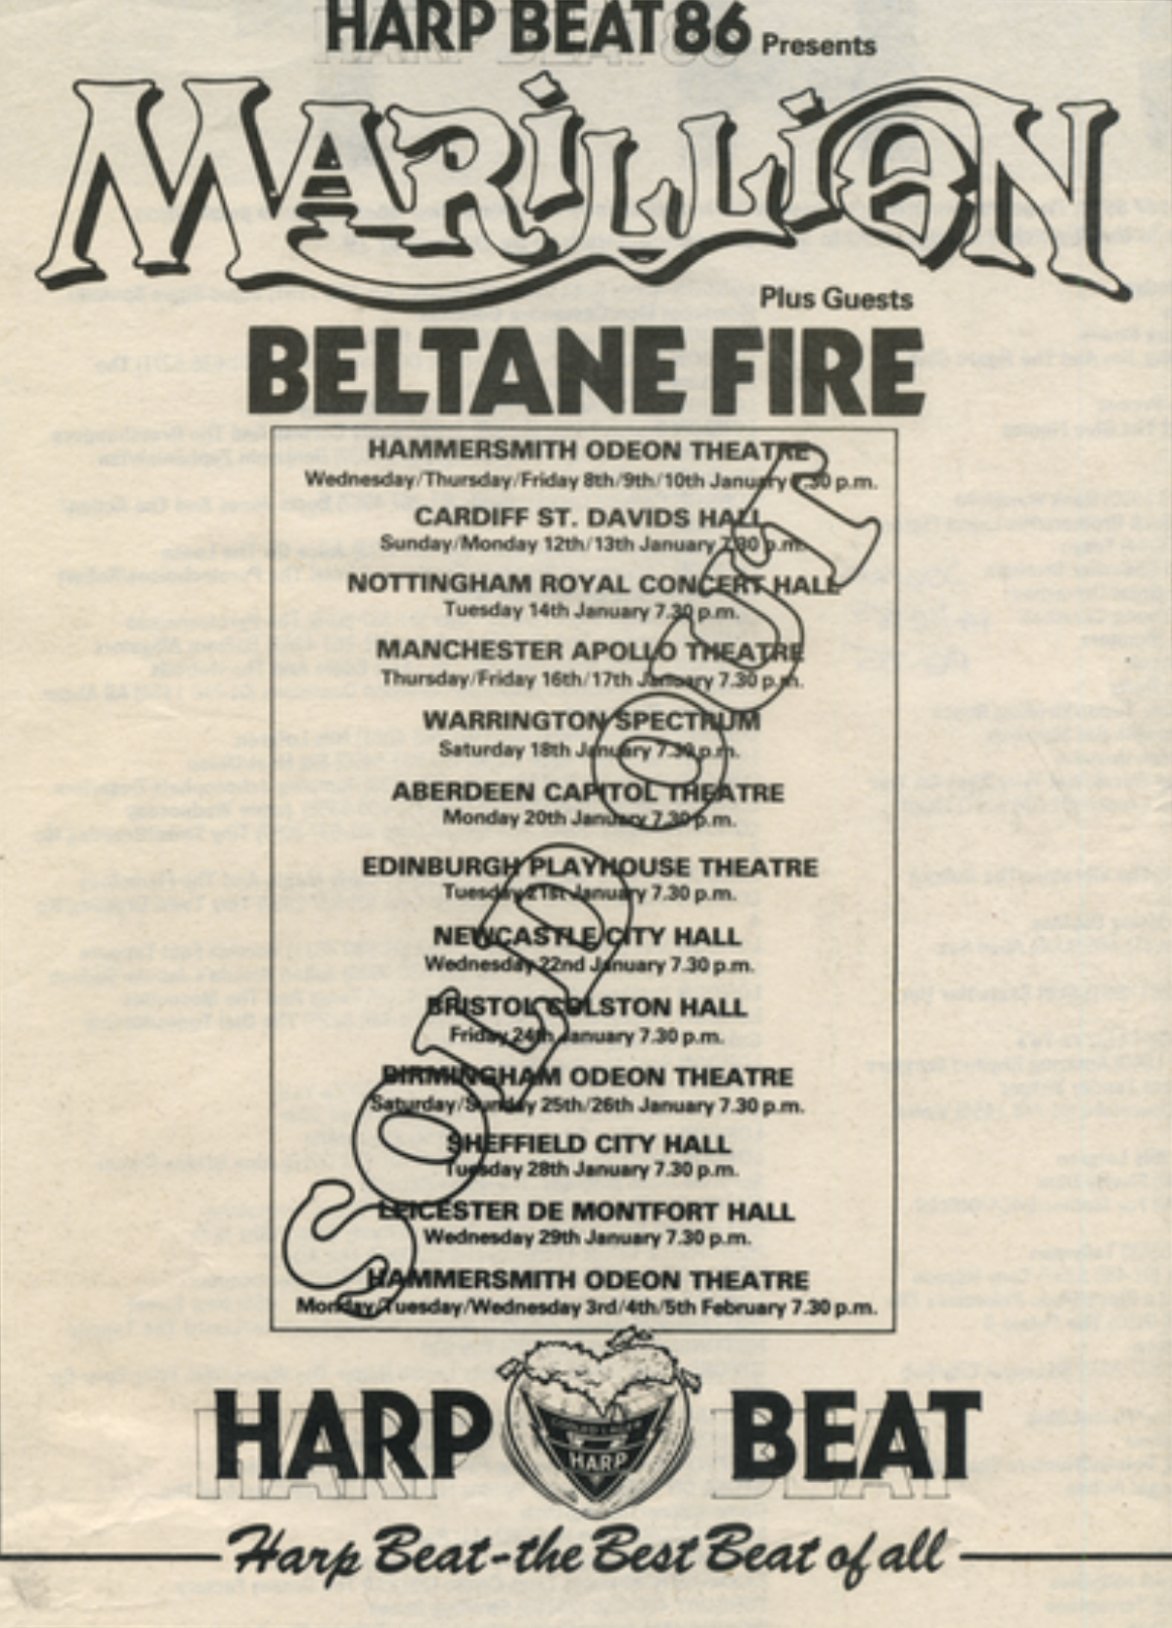 HARP BEAT 86 Presents
MARILLION
Plus Guests
BELTANE FIRE
HAMMERSMITH ODEON THEATRE
Wednesday/Thursday/Friday 8th/9th/10th January 7.30 p.m.
CARDIFF ST. DAVIDS HALL
Sunday/Monday 12th/13th January 7.30 p.m.
NOTTINGHAM ROYAL CONCERT HALL
Tuesday 14th January 7.30 p.m.
MANCHESTER APOLLO THEATRE
Thursday/Friday 16th/17th January 7.30 p.m.
WARRINGTON SPECTRUM
Saturday 18th January 7.30 p.m.
ABERDEEN CAPITOL THEATRE
Monday 20th January 7.30 p.m.
EDINBURGH PLAYHOUSE THEATRE
Tuesday 21st January 7.30 p.m.
NEWCASTLE CITY HALL
Wednesday 22nd January 7.30 p.m.
BRISTOL COLSTON HALL
Friday 24th January 7.30 p.m.
BIRMINGHAM ODEON THEATRE
Saturday/Sunday 25th/26th January 7.30 p.m.
SHEFFIELD CITY HALL
Tuesday 28th January 7.30 p.m.
LEICESTER DE MONTFORT HALL
Wednesday 29th January 7.30 p.m.
HAMMERSMITH ODEON THEATRE
Monday/Tuesday/Wednesday 3rd/4th/5th February 7.30 p.m.
SOLD OUT
HARP BEAT
HARP
Harp Beat-the Best Beat of all